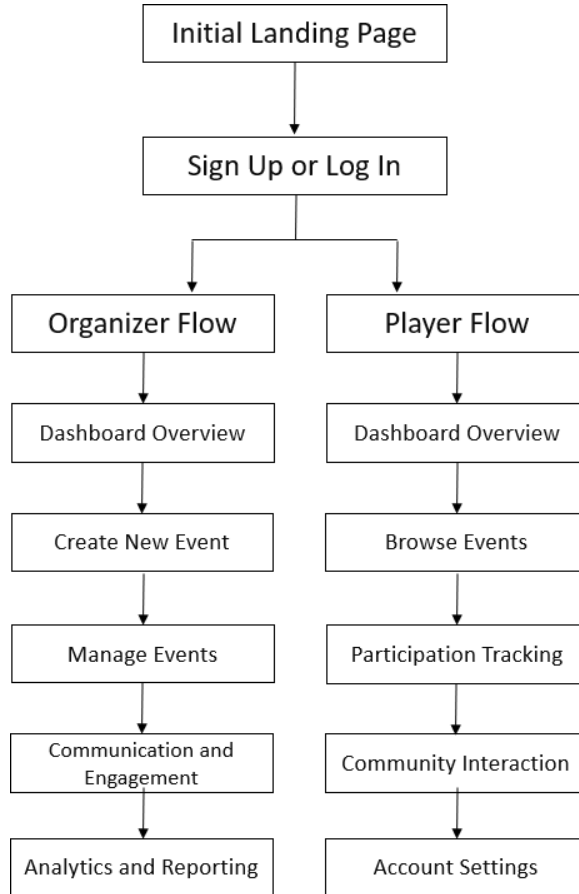 Initial Landing Page
Sign Up or Log In
Organizer Flow
Player Flow
Dashboard Overview
Dashboard Overview
Create New Event
Browse Events
Manage Events
Participation Tracking
Communication and
Engagement
Community Interaction
Analytics and Reporting
Account Settings